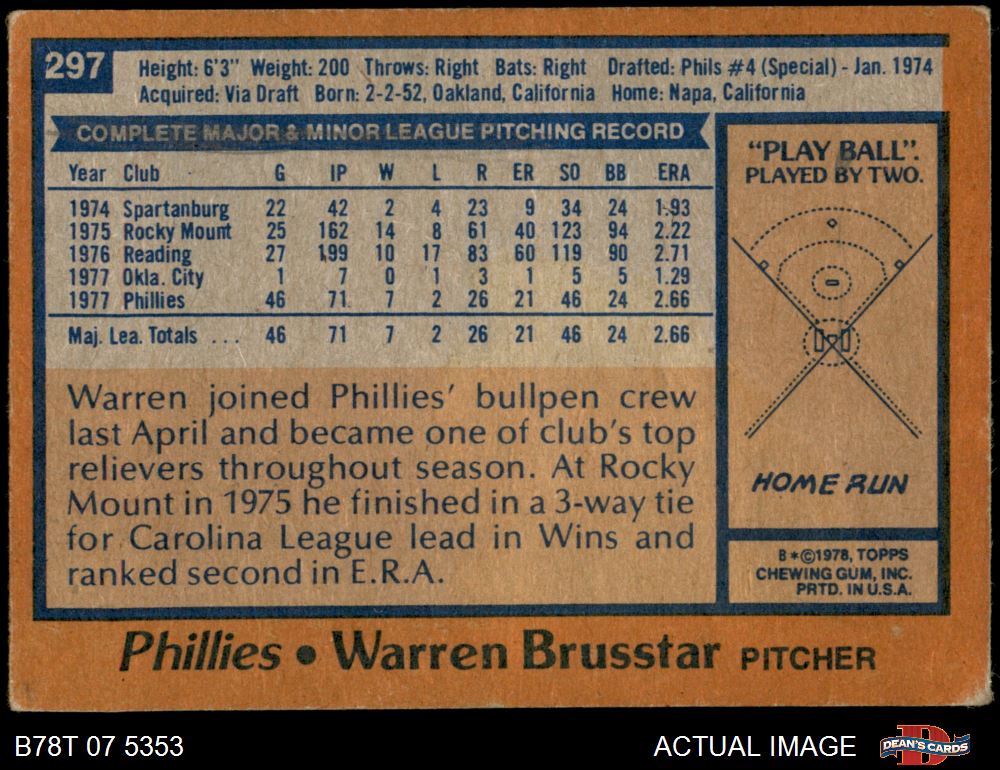 297
Height: 6'3" Weight: 200 Throws: Right Bats: Right Drafted: Phils #4 (Special) - Jan. 1974
Acquired: Via Draft Born: 2-2-52, Oakland, California Home: Napa, California
COMPLETE MAJOR & MINOR LEAGUE PITCHING RECORD
Year Club G IP W L R ER SO BB ERA
1974 Spartanburg 22 42 2 4 23 9 34 24 1.93
1975 Rocky Mount 25 162 14 8 61 40 123 94 2.22
1976 Reading 27 199 10 17 83 60 119 90 2.71
1977 Okla. City 1 7 0 1 3 1 5 5 1.29
1977 Phillies 46 71 7 2 26 21 46 24 2.66
Maj. Lea. Totals ... 46 71 7 2 26 21 46 24 2.66
Warren joined Phillies' bullpen crew
last April and became one of club's top
relievers throughout season. At Rocky
Mount in 1975 he finished in a 3-way tie
for Carolina League lead in Wins and
ranked second in E.R.A.
"PLAY BALL".
PLAYED BY TWO.
HOME RUN
B*©1978, TOPPS
CHEWING GUM, INC.
PRTD. IN U.S.A.
Phillies • Warren Brusstar PITCHER
B78T 07 5353
ACTUAL IMAGE
D
DEAN'S CARDS